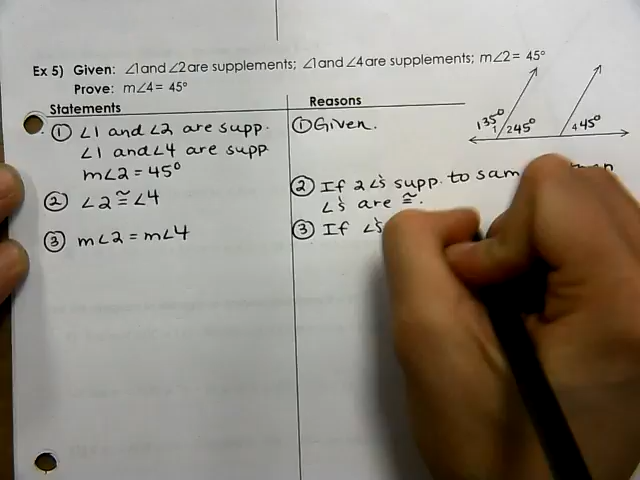 Ex 5) Given: ∠1 and ∠2 are supplements; ∠1 and ∠4 are supplements; m∠2 = 45°
Prove: m∠4 = 45°
Statements
Reasons
① ∠1 and ∠2 are supp.
∠1 and ∠4 are supp
m∠2 = 45°
② ∠2 ≅ ∠4
③ m∠2 = m∠4
① Given.
② If 2 ∠'s supp. to sam
∠'s are ≅.
③ If ∠'s
135°
1
2 45°
4 45°